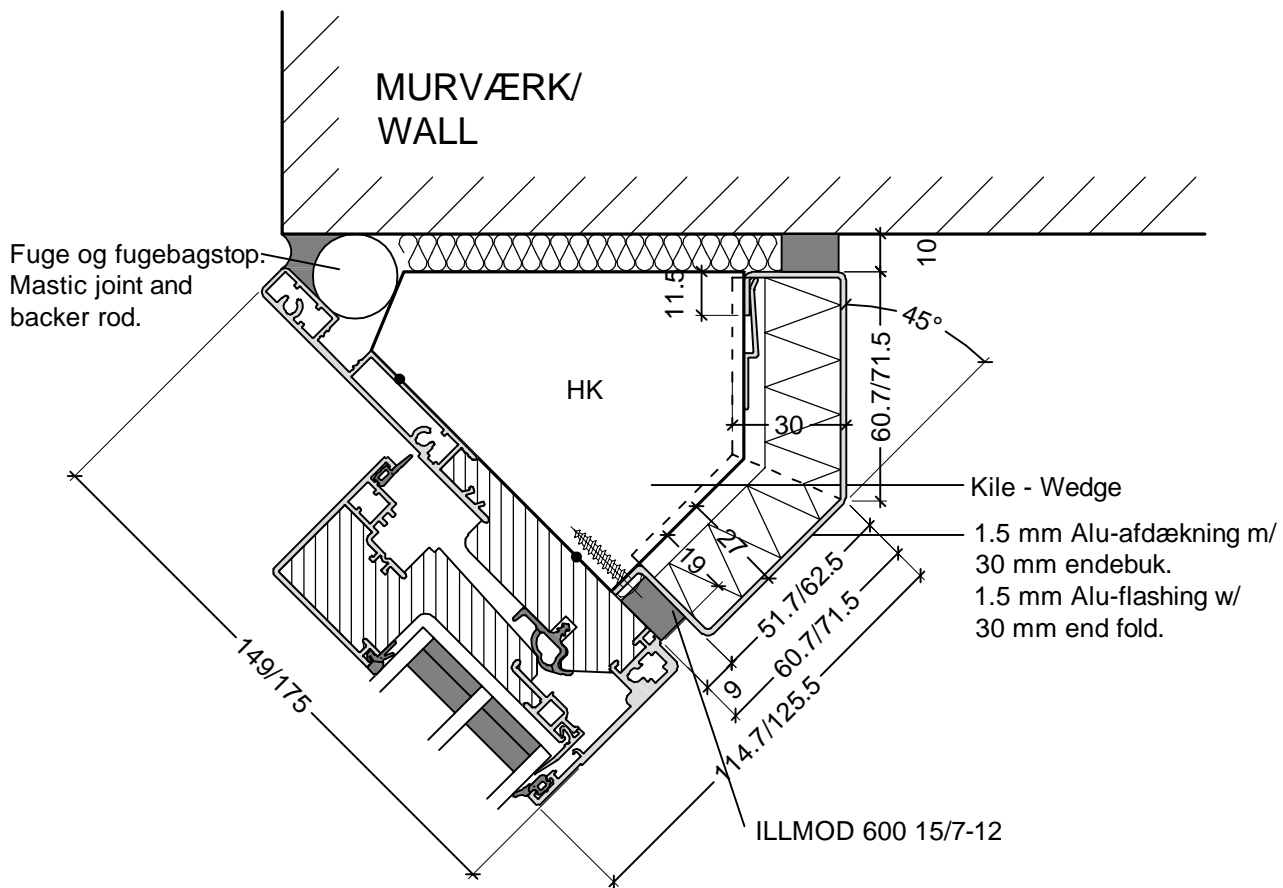 MURVÆRK/
WALL
Fuge og fugebagstop.
Mastic joint and
backer rod.
10
11.5
45°
60.7/71.5
HK
30
Kile - Wedge
1.5 mm Alu-afdækning m/
30 mm endebuk.
1.5 mm Alu-flashing w/
30 mm end fold.
27
19
51.7/62.5
60.7/71.5
9
114.7/125.5
149/175
ILLMOD 600 15/7-12